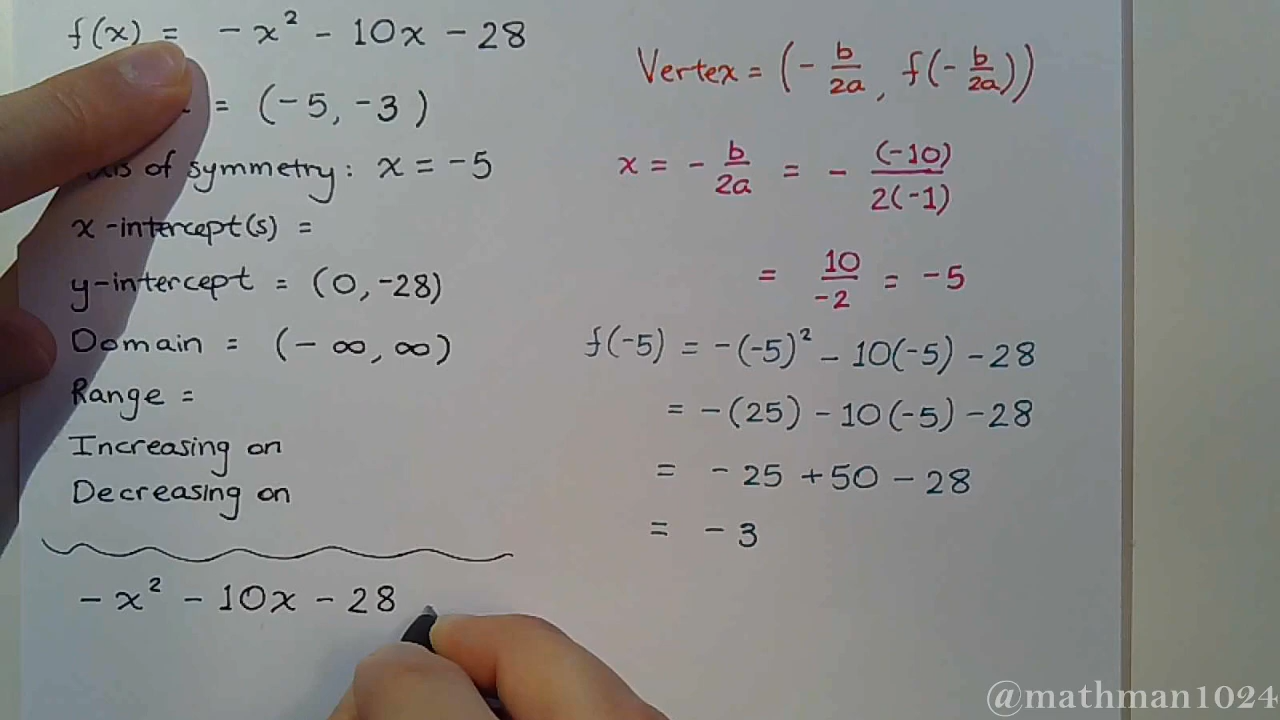 f(x) = -x² - 10x - 28
= (-5, -3)
of symmetry: x = -5
x-intercept(s) =
y-intercept = (0, -28)
Domain = (-∞, ∞)
Range =
Increasing on
Decreasing on
-x² - 10x - 28
Vertex = (-b/2a, f(-b/2a))
x = -b/2a = -(-10)/2(-1)
= 10/-2 = -5
f(-5) = -(-5)² - 10(-5) - 28
= -(25) - 10(-5) - 28
= -25 + 50 - 28
= -3
@mathman1024